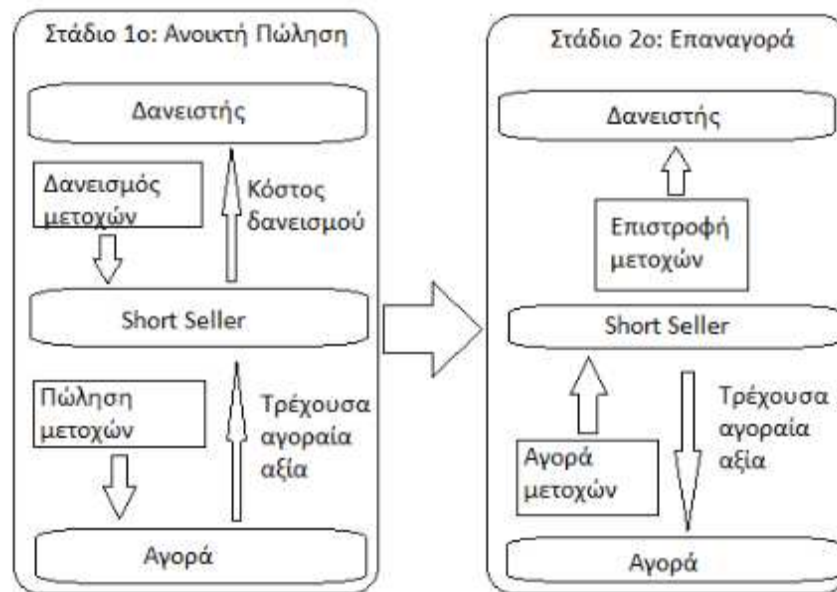 Στάδιο 1ο: Ανοικτή Πώληση
Δανειστής
Δανεισμός
μετοχών
Κόστος
δανεισμού
Short Seller
Πώληση
μετοχών
Τρέχουσα
αγοραία
αξία
Αγορά
Στάδιο 2ο: Επαναγορά
Δανειστής
Επιστροφή
μετοχών
Short Seller
Αγορά
μετοχών
Τρέχουσα
αγοραία
αξία
Αγορά